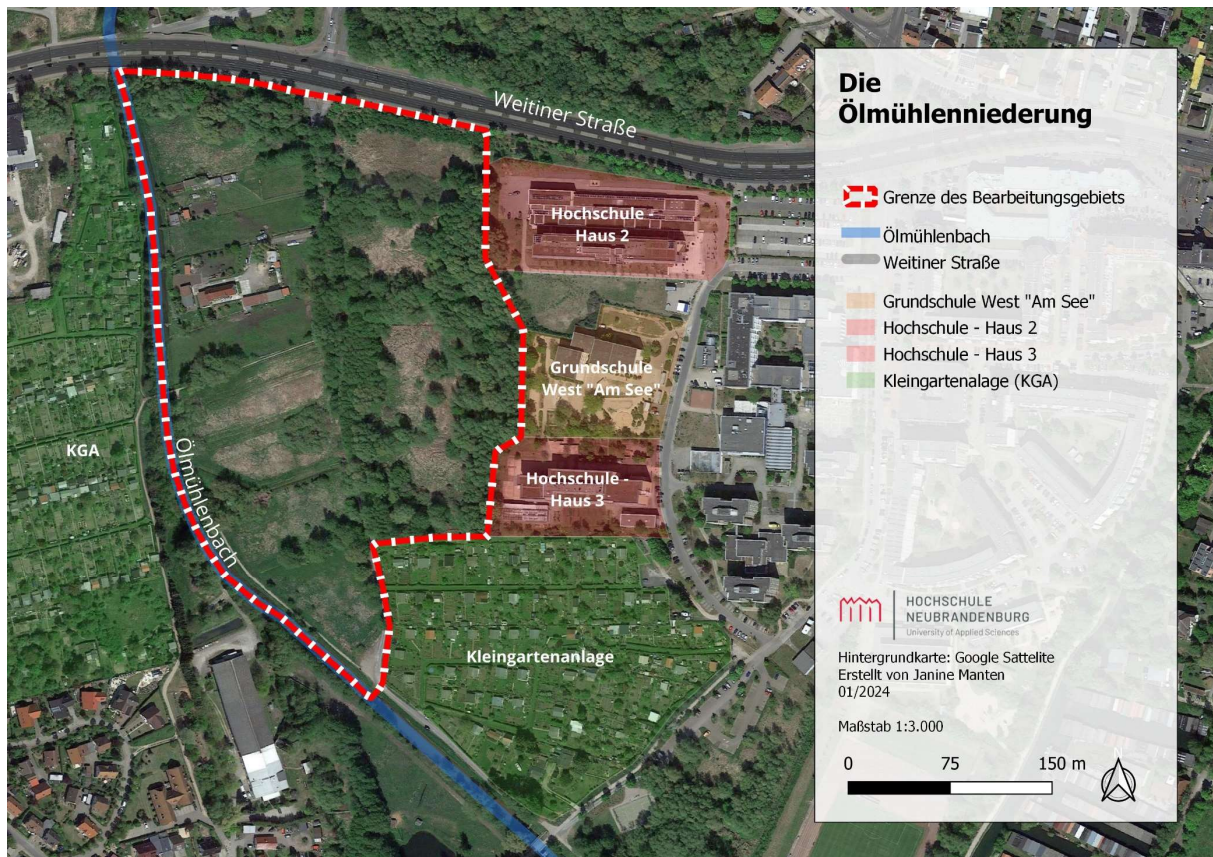 Weitiner Straße
Hochschule -
Haus 2
Grundschule
West "Am See"
Hochschule -
Haus 3
KGA
Ölmühlenbach
Kleingartenanlage
Die
Ölmühlenniederung
Grenze des Bearbeitungsgebiets
Ölmühlenbach
Weitiner Straße
Grundschule West "Am See"
Hochschule - Haus 2
Hochschule - Haus 3
Kleingartenalage (KGA)
HOCHSCHULE
NEUBRANDENBURG
University of Applied Sciences
Hintergrundkarte: Google Sattelite
Erstellt von Janine Manten
01/2024
Maßstab 1:3.000
0 75 150 m